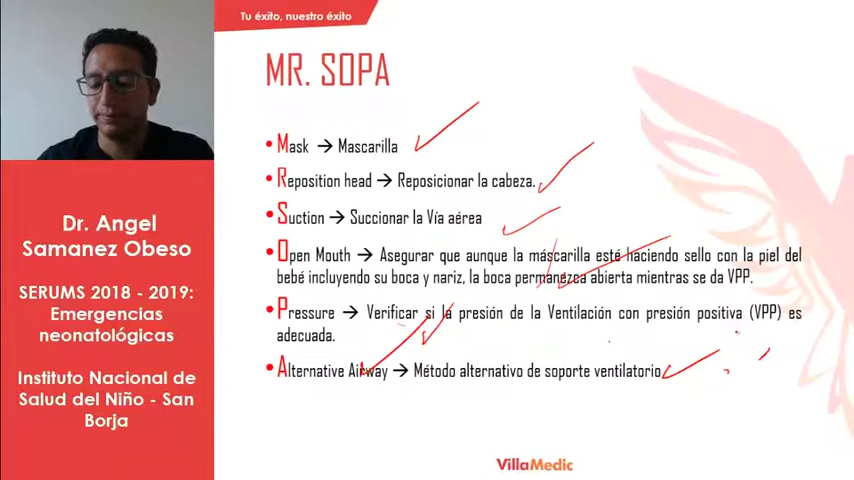 Tu éxito, nuestro éxito
MR. SOPA
• Mask → Mascarilla
• Reposition head → Reposicionar la cabeza.
• Suction → Succionar la Vía aérea
• Open Mouth → Asegurar que aunque la máscarilla esté haciendo sello con la piel del
bebé incluyendo su boca y nariz, la boca permanezca abierta mientras se da VPP.
• Pressure → Verificar si la presión de la Ventilación con presión positiva (VPP) es
adecuada.
• Alternative Airway → Método alternativo de soporte ventilatorio
Dr. Angel
Samanez Obeso
SERUMS 2018 - 2019:
Emergencias
neonatológicas
Instituto Nacional de
Salud del Niño - San
Borja
VillaMedic